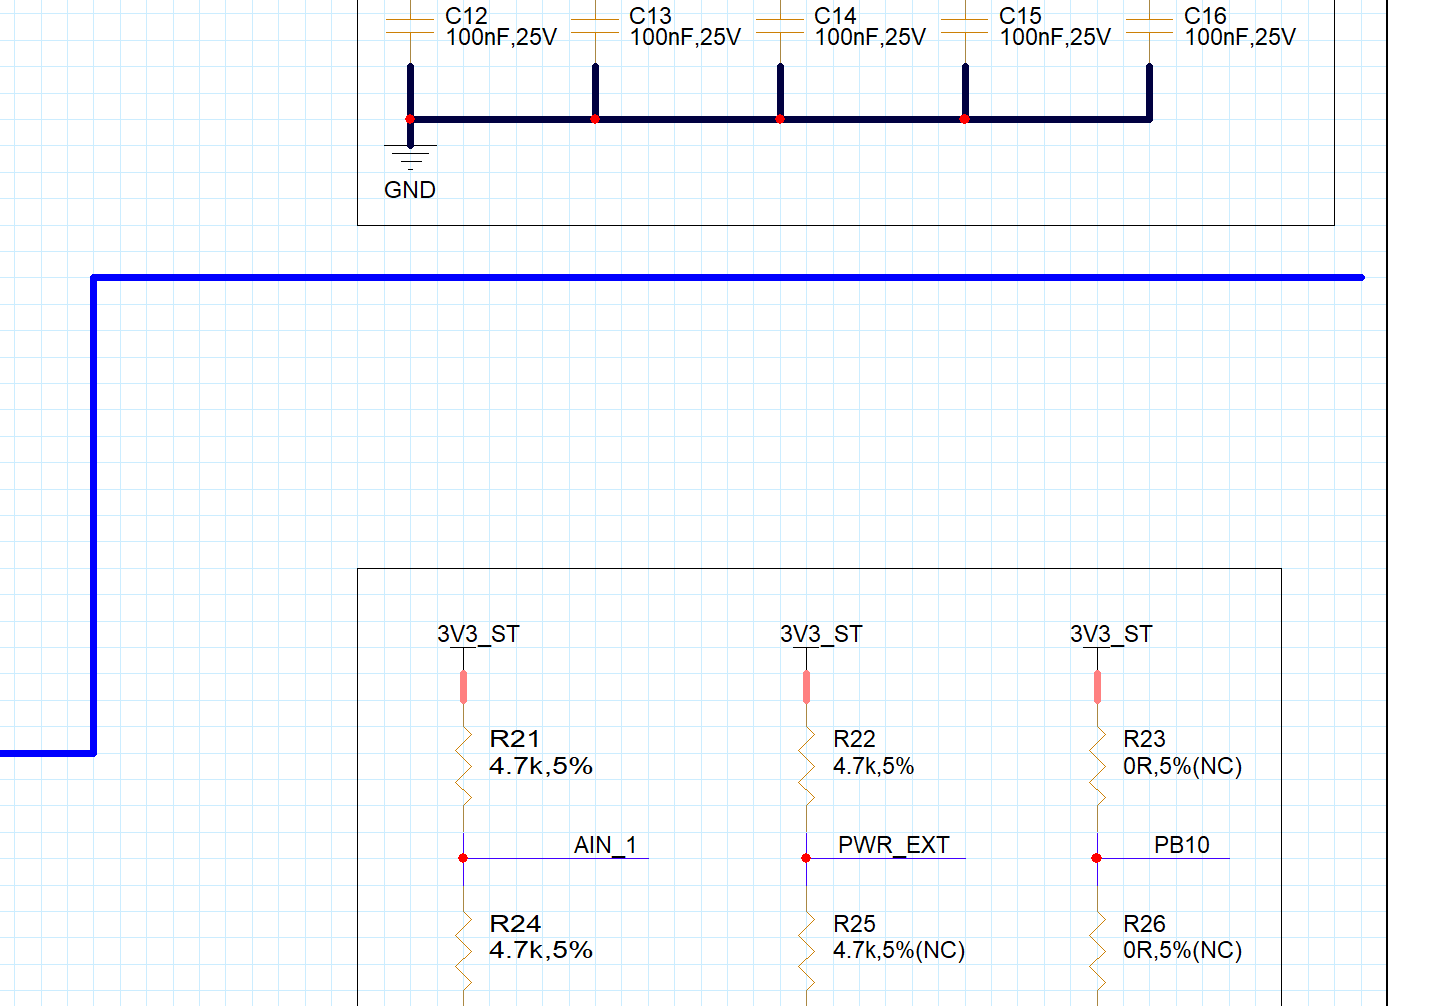 C12 C13 C14 C15 C16
100nF,25V 100nF,25V 100nF,25V 100nF,25V 100nF,25V
GND
3V3_ST 3V3_ST 3V3_ST
R21 R22 R23
4.7k,5% 4.7k,5% 0R,5%(NC)
AIN_1 PWR_EXT PB10
R24 R25 R26
4.7k,5% 4.7k,5%(NC) 0R,5%(NC)